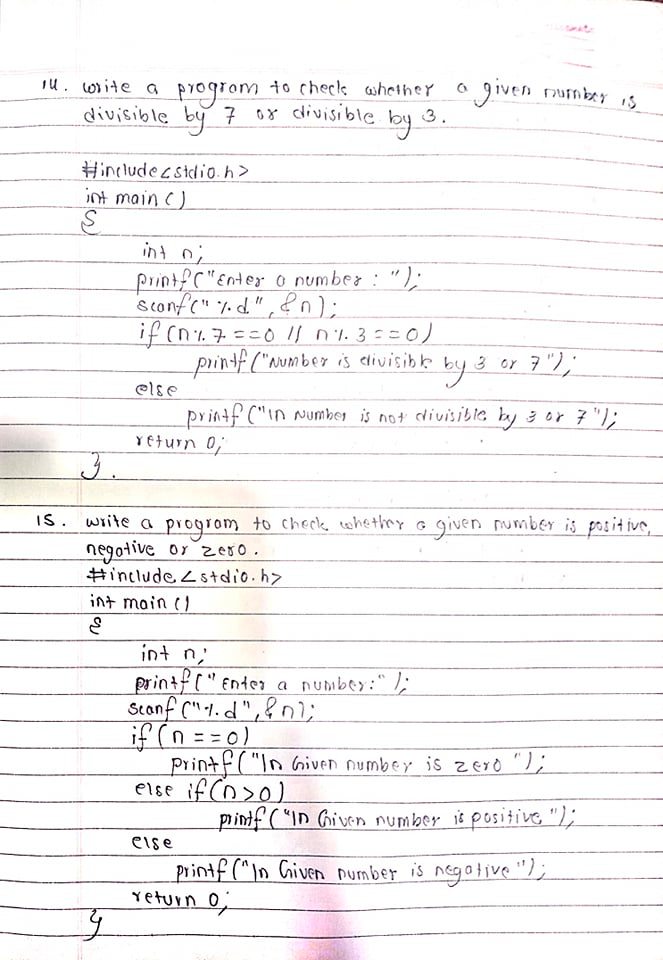 14. write a program to check whether a given number is
divisible by 7 or divisible by 3.
#include<stdio.h>
int main()
{
int n;
printf("Enter a number : ");
scanf("%d", &n);
if (n%7==0 || n%3==0)
printf("Number is divisible by 3 or 7");
else
printf("\n Number is not divisible by 3 or 7");
return 0;
}.
15. write a program to check whether a given number is positive,
negative or zero.
#include<stdio.h>
int main()
{
int n;
printf("Enter a number:");
scanf("%d",&n);
if(n==0)
printf("\n Given number is zero");
else if(n>0)
printf("\n Given number is positive");
else
printf("\n Given number is negative");
return 0;
}